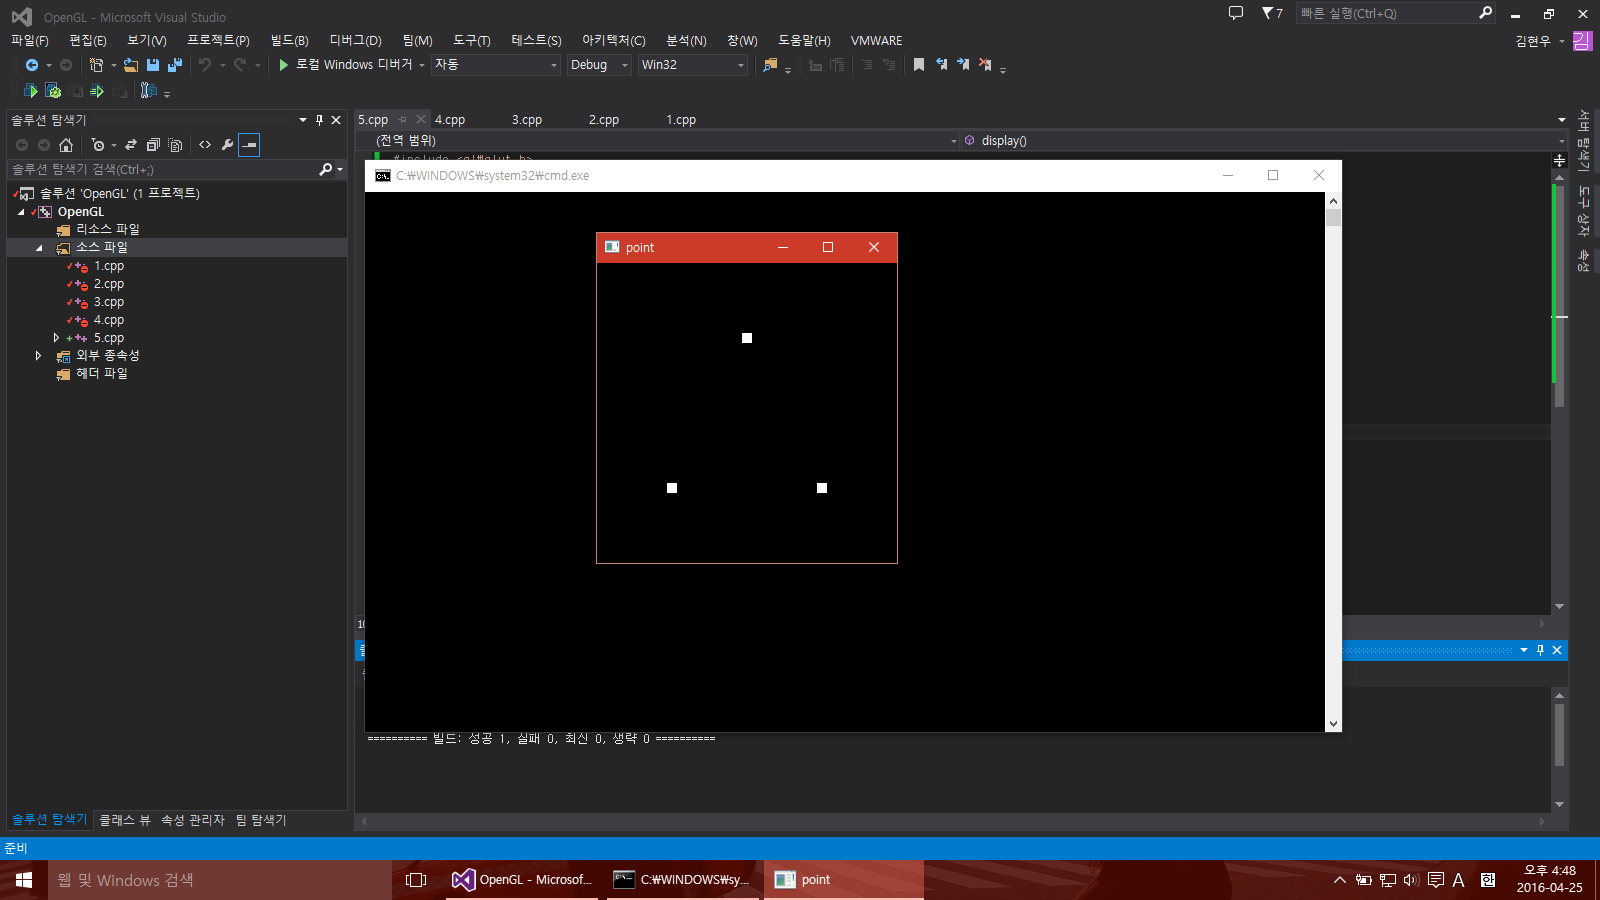 OpenGL - Microsoft Visual Studio
7
빠른 실행(Ctrl+Q)
파일(F) 편집(E) 보기(V) 프로젝트(P) 빌드(B) 디버그(D) 팀(M) 도구(T) 테스트(S) 아키텍처(C) 분석(N) 창(W) 도움말(H) VMWARE
김현우 김
로컬 Windows 디버거 자동 Debug Win32
솔루션 탐색기
5.cpp 4.cpp 3.cpp 2.cpp 1.cpp
(전역 범위) display()
#include <gl₩glut.h>
솔루션 탐색기 검색(Ctrl+;)
솔루션 'OpenGL' (1 프로젝트)
OpenGL
리소스 파일
소스 파일
1.cpp
2.cpp
3.cpp
4.cpp
5.cpp
외부 종속성
헤더 파일
C:₩WINDOWS₩system32₩cmd.exe
point
서버 탐색기
도구 상자
속성
========== 빌드: 성공 1, 실패 0, 최신 0, 생략 0 ==========
솔루션 탐색기 클래스 뷰 속성 관리자 팀 탐색기
준비
웹 및 Windows 검색
OpenGL - Microsof...
C:₩WINDOWS₩sy...
point
A 한
오후 4:48
2016-04-25